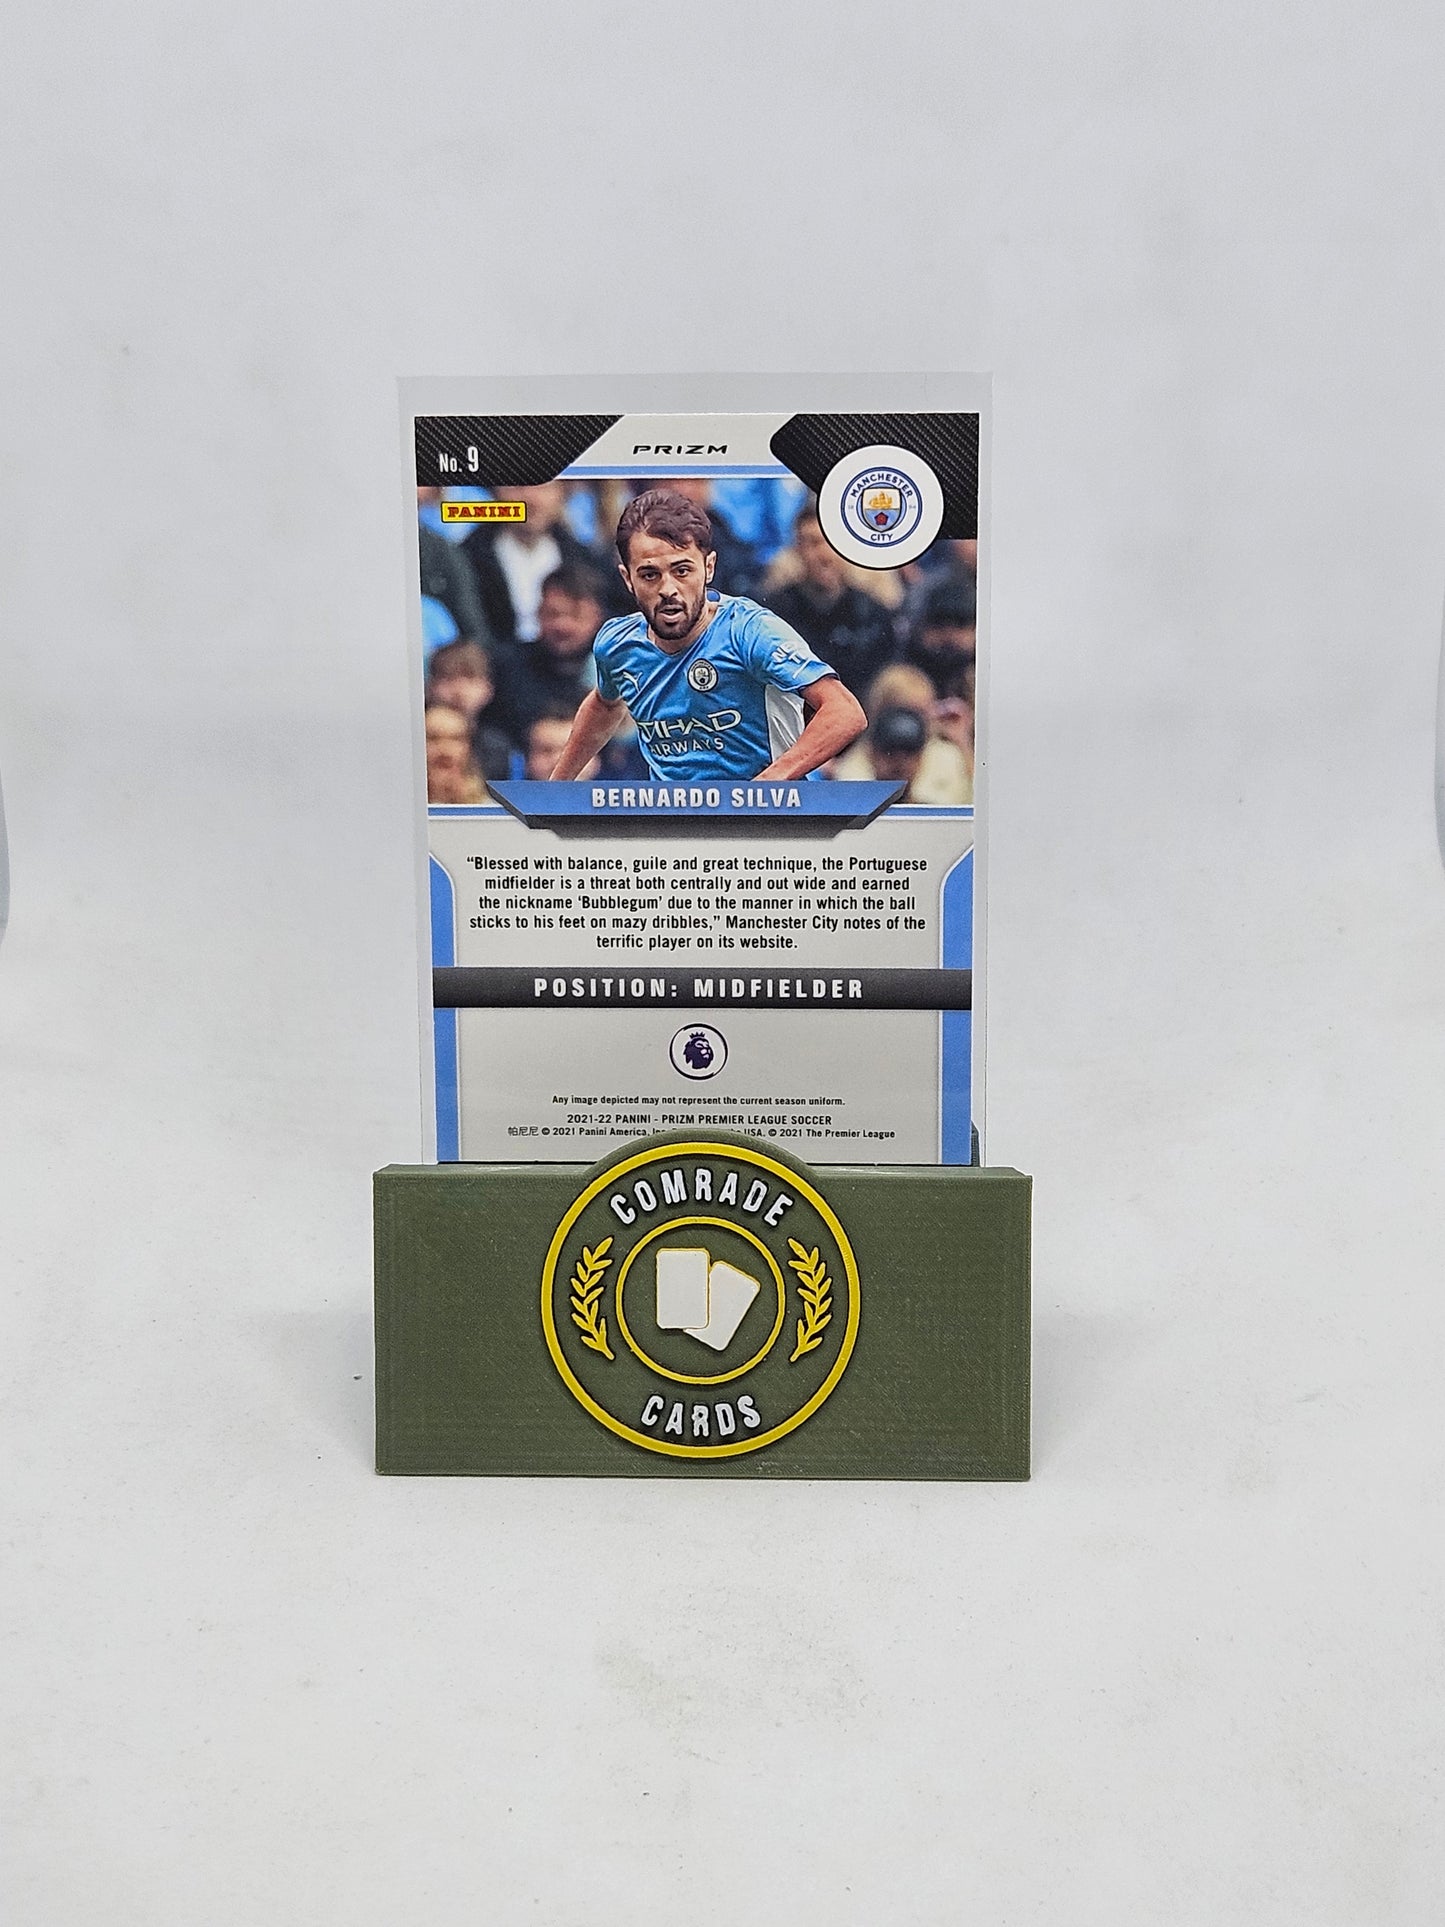 PRIZM
No. 9
PANINI
MANCHESTER
CITY
ETIHAD
AIRWAYS
BERNARDO SILVA
“Blessed with balance, guile and great technique, the Portuguese
midfielder is a threat both centrally and out wide and earned
the nickname ‘Bubblegum’ due to the manner in which the ball
sticks to his feet on mazy dribbles,” Manchester City notes of the
terrific player on its website.
POSITION: MIDFIELDER
Any image depicted may not represent the current season uniform.
2021-22 PANINI - PRIZM PREMIER LEAGUE SOCCER
帕尼尼 © 2021 Panini America, USA. © 2021 The Premier League
COMRADE
CARDS